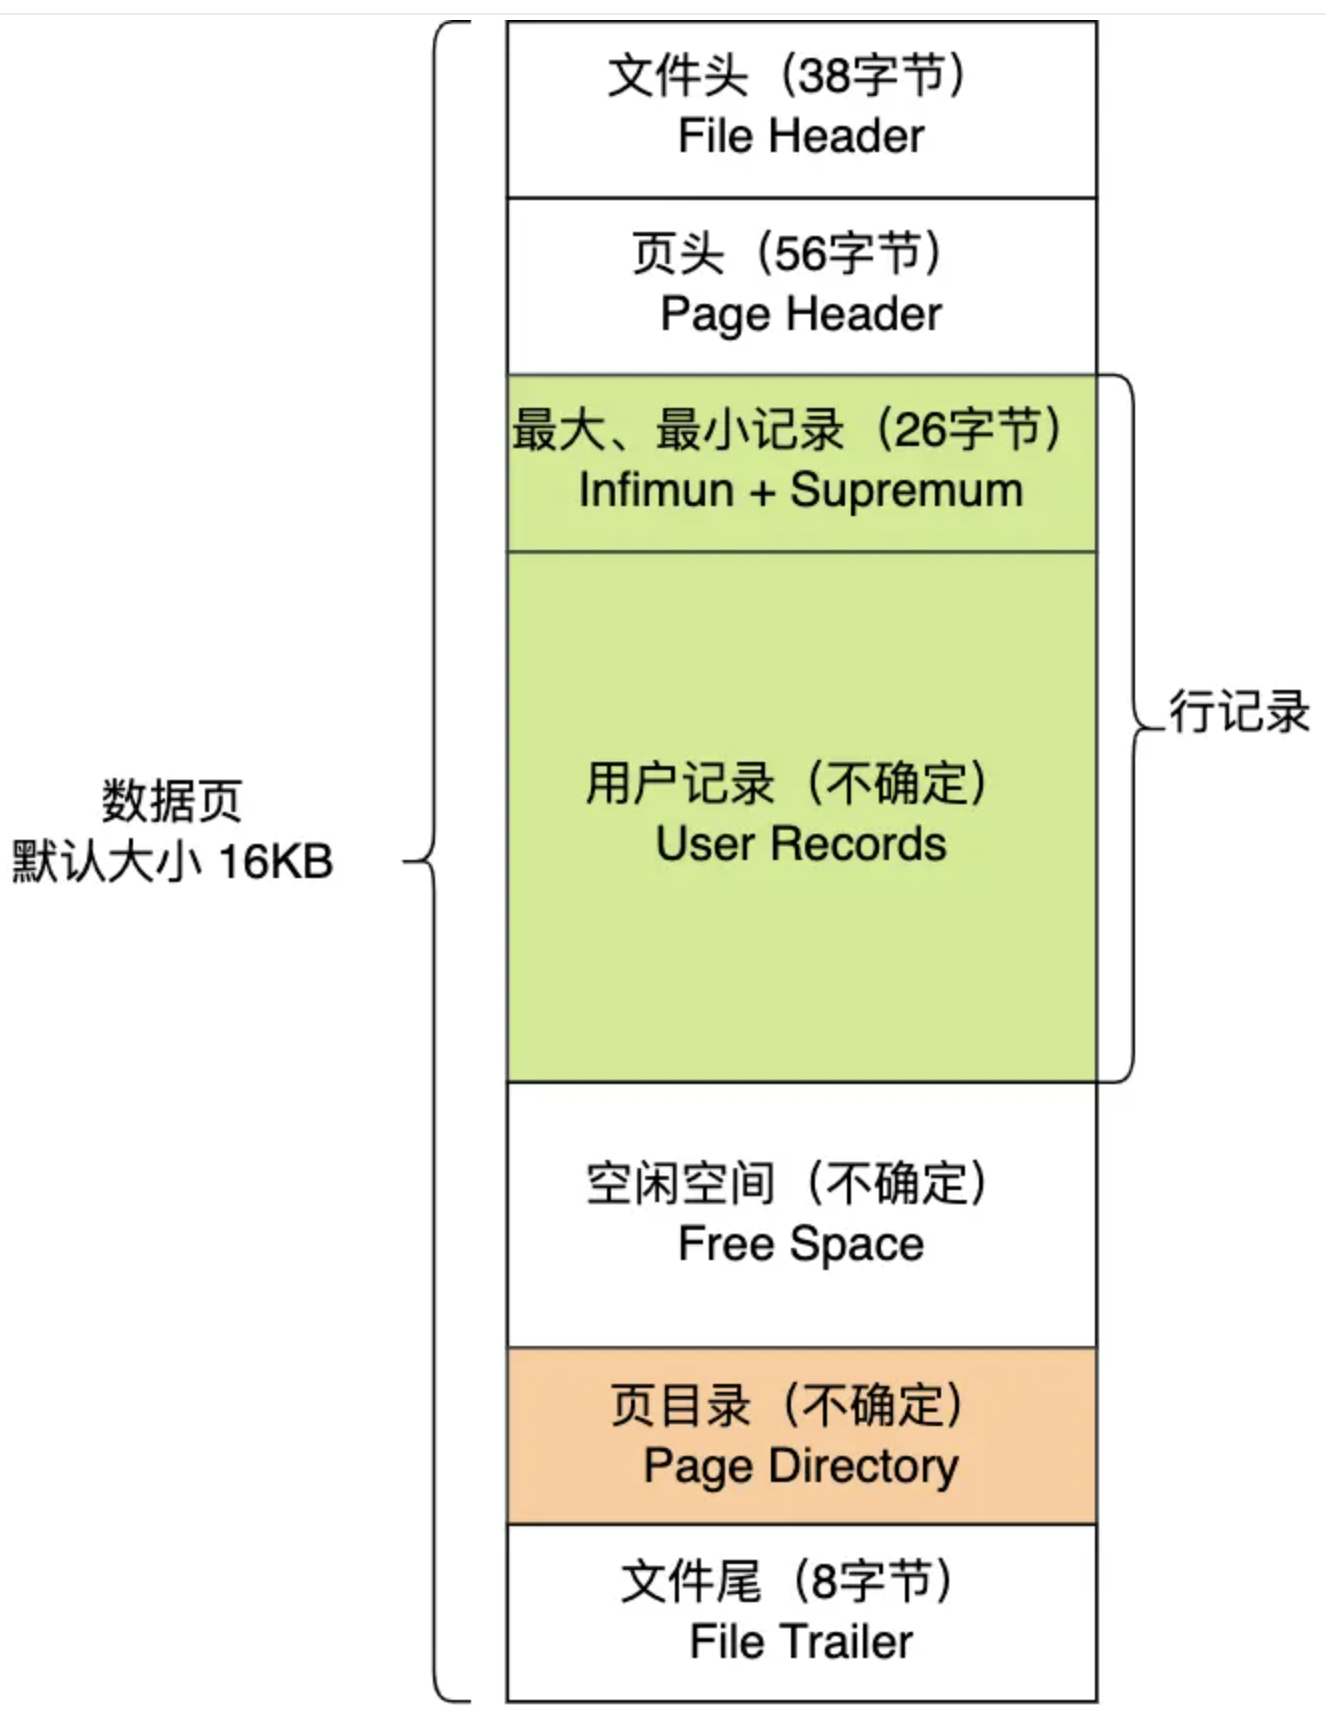 文件头（38字节）
File Header
页头（56字节）
Page Header
最大、最小记录（26字节）
Infimun + Supremum
行记录
用户记录（不确定）
User Records
数据页
默认大小 16KB
空闲空间（不确定）
Free Space
页目录（不确定）
Page Directory
文件尾（8字节）
File Trailer